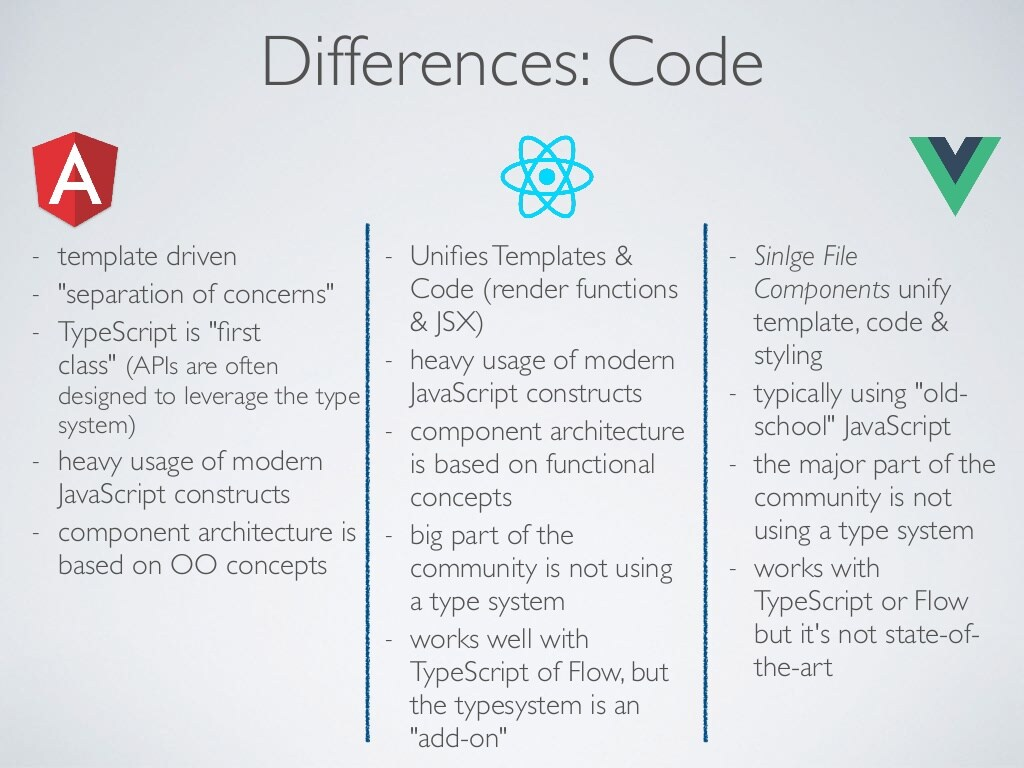 Differences: Code
A
- template driven
- "separation of concerns"
- TypeScript is "first
class" (APIs are often
designed to leverage the type
system)
- heavy usage of modern
JavaScript constructs
- component architecture is
based on OO concepts
- Unifies Templates &
Code (render functions
& JSX)
- heavy usage of modern
JavaScript constructs
- component architecture
is based on functional
concepts
- big part of the
community is not using
a type system
- works well with
TypeScript of Flow, but
the typesystem is an
"add-on"
- Sinlge File
Components unify
template, code &
styling
- typically using "old-
school" JavaScript
- the major part of the
community is not
using a type system
- works with
TypeScript or Flow
but it's not state-of-
the-art